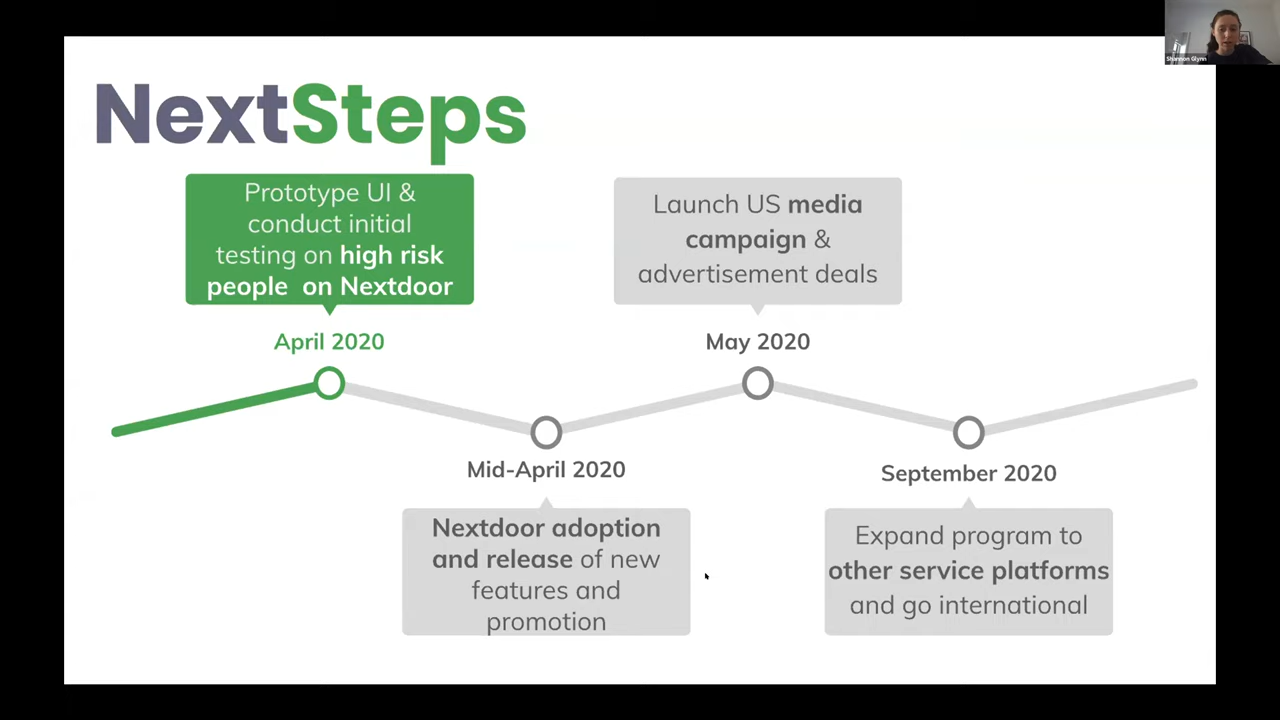 Shannon Glynn
NextSteps
Prototype UI &
conduct initial
testing on high risk
people on Nextdoor
April 2020
Launch US media
campaign &
advertisement deals
May 2020
Mid-April 2020
Nextdoor adoption
and release of new
features and
promotion
September 2020
Expand program to
other service platforms
and go international